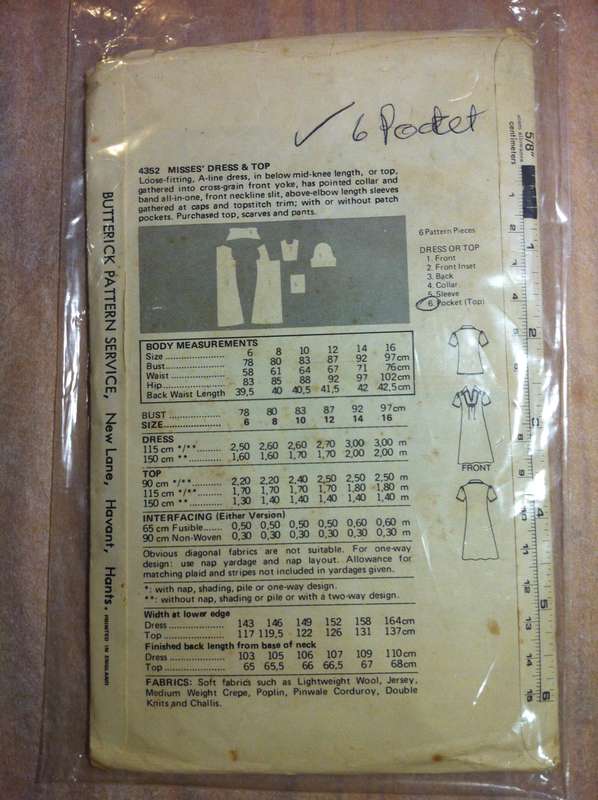 ✓ 6 Pocket
4352 MISSES' DRESS & TOP
Loose-fitting, A-line dress, in below mid-knee length, or top,
gathered into cross-grain front yoke, has pointed collar and
band all-in-one, front neckline slit, above-elbow length sleeves
gathered at caps and topstitch trim; with or without patch
pockets. Purchased top, scarves and pants.
6 Pattern Pieces
DRESS OR TOP
1. Front
2. Front Inset
3. Back
4. Collar
5. Sleeve
6. Pocket (Top)
BODY MEASUREMENTS
Size 6 8 10 12 14 16
Bust 78 80 83 87 92 97cm
Waist 58 61 64 67 71 76cm
Hip 83 85 88 92 97 102cm
Back Waist Length 39,5 40 40,5 41,5 42 42,5cm
BUST 78 80 83 87 92 97cm
SIZE 6 8 10 12 14 16
DRESS
115 cm */** 2,50 2,60 2,60 2,70 3,00 3,00 m
150 cm ** 1,60 1,60 1,70 1,70 2,00 2,00 m
TOP
90 cm */** 2,20 2,20 2,40 2,50 2,50 2,50 m
115 cm */** 1,70 1,70 1,70 1,70 1,80 1,80 m
150 cm ** 1,30 1,40 1,40 1,40 1,40 1,40 m
INTERFACING (Either Version)
65 cm Fusible 0,50 0,50 0,50 0,50 0,60 0,60 m
90 cm Non-Woven 0,30 0,30 0,30 0,30 0,30 0,30 m
Obvious diagonal fabrics are not suitable. For one-way
design: use nap yardage and nap layout. Allowance for
matching plaid and stripes not included in yardages given.
*: with nap, shading, pile or one-way design.
**: without nap, shading or pile or with a two-way design.
Width at lower edge
Dress 143 146 149 152 158 164cm
Top 117 119,5 122 126 131 137cm
Finished back length from base of neck
Dress 103 105 106 107 109 110cm
Top 65 65,5 66 66,5 67 68cm
FABRICS: Soft fabrics such as Lightweight Wool, Jersey,
Medium Weight Crepe, Poplin, Pinwale Corduroy, Double
Knits and Challis.
FRONT
BUTTERICK PATTERN SERVICE, New Lane, Havant, Hants. PRINTED IN ENGLAND
5/8"
centimeters
1 2 4 5 6
1 2 4 5 6 7 9 10 12 13 14 15